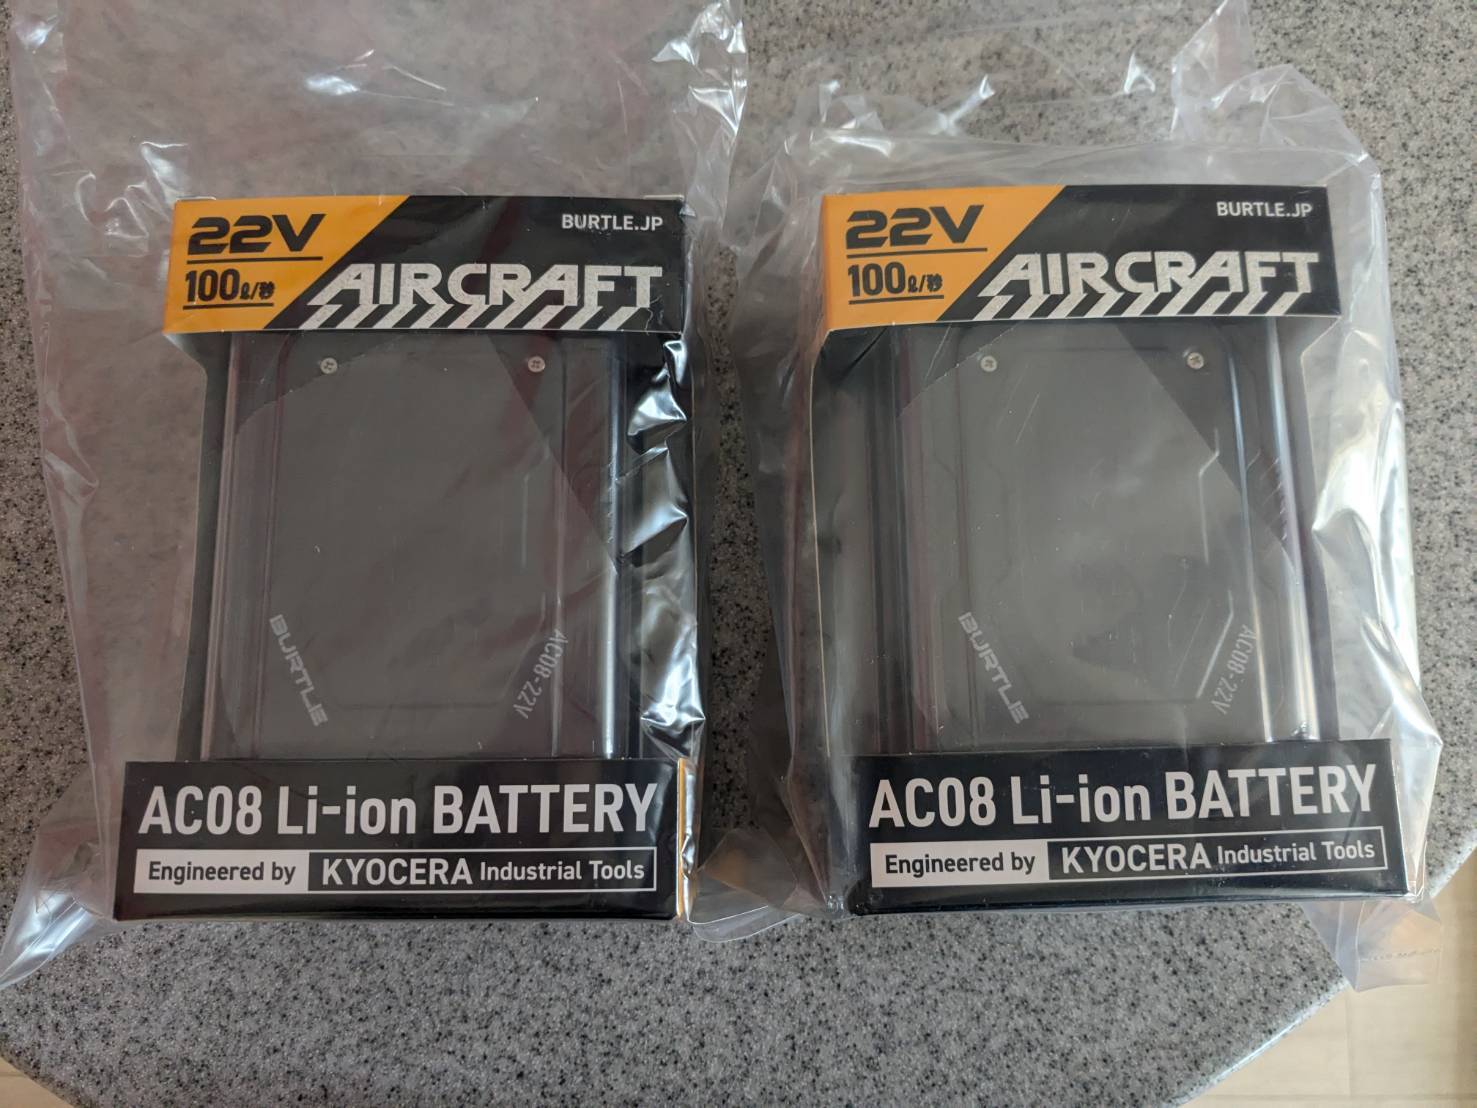 22V
100ℓ/秒
BURTLE.JP
AIRCRAFT
BURTLE
AC08-22V
AC08 Li-ion BATTERY
Engineered by KYOCERA Industrial Tools
22V
100ℓ/秒
BURTLE.JP
AIRCRAFT
BURTLE
AC08-22V
AC08 Li-ion BATTERY
Engineered by KYOCERA Industrial Tools